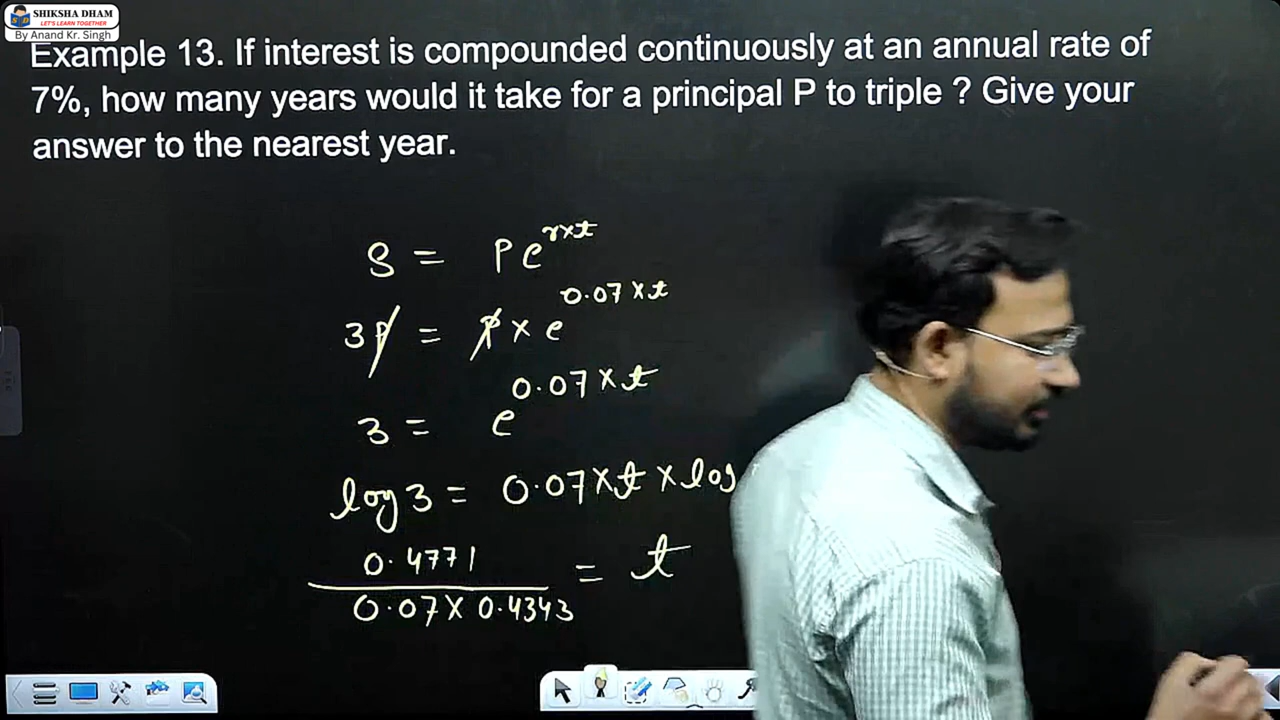 SHIKSHA DHAM
LET'S LEARN TOGETHER
By Anand Kr. Singh
Example 13. If interest is compounded continuously at an annual rate of
7%, how many years would it take for a principal P to triple ? Give your
answer to the nearest year.
S = Pe^r×t
3P = P × e^0.07×t
3 = e^0.07×t
log 3 = 0.07×t × log
0.4771
0.07 × 0.4343
= t